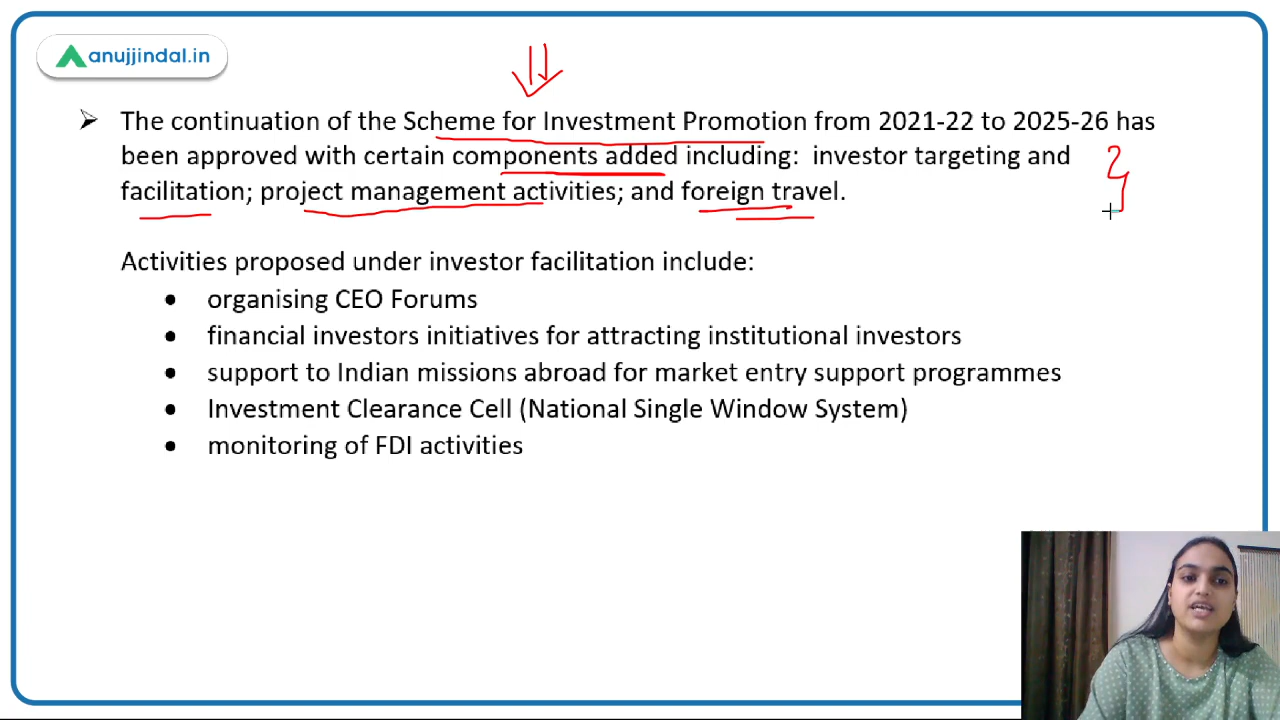 anujjindal.in
The continuation of the Scheme for Investment Promotion from 2021-22 to 2025-26 has
been approved with certain components added including: investor targeting and
facilitation; project management activities; and foreign travel.
Activities proposed under investor facilitation include:
• organising CEO Forums
• financial investors initiatives for attracting institutional investors
• support to Indian missions abroad for market entry support programmes
• Investment Clearance Cell (National Single Window System)
• monitoring of FDI activities